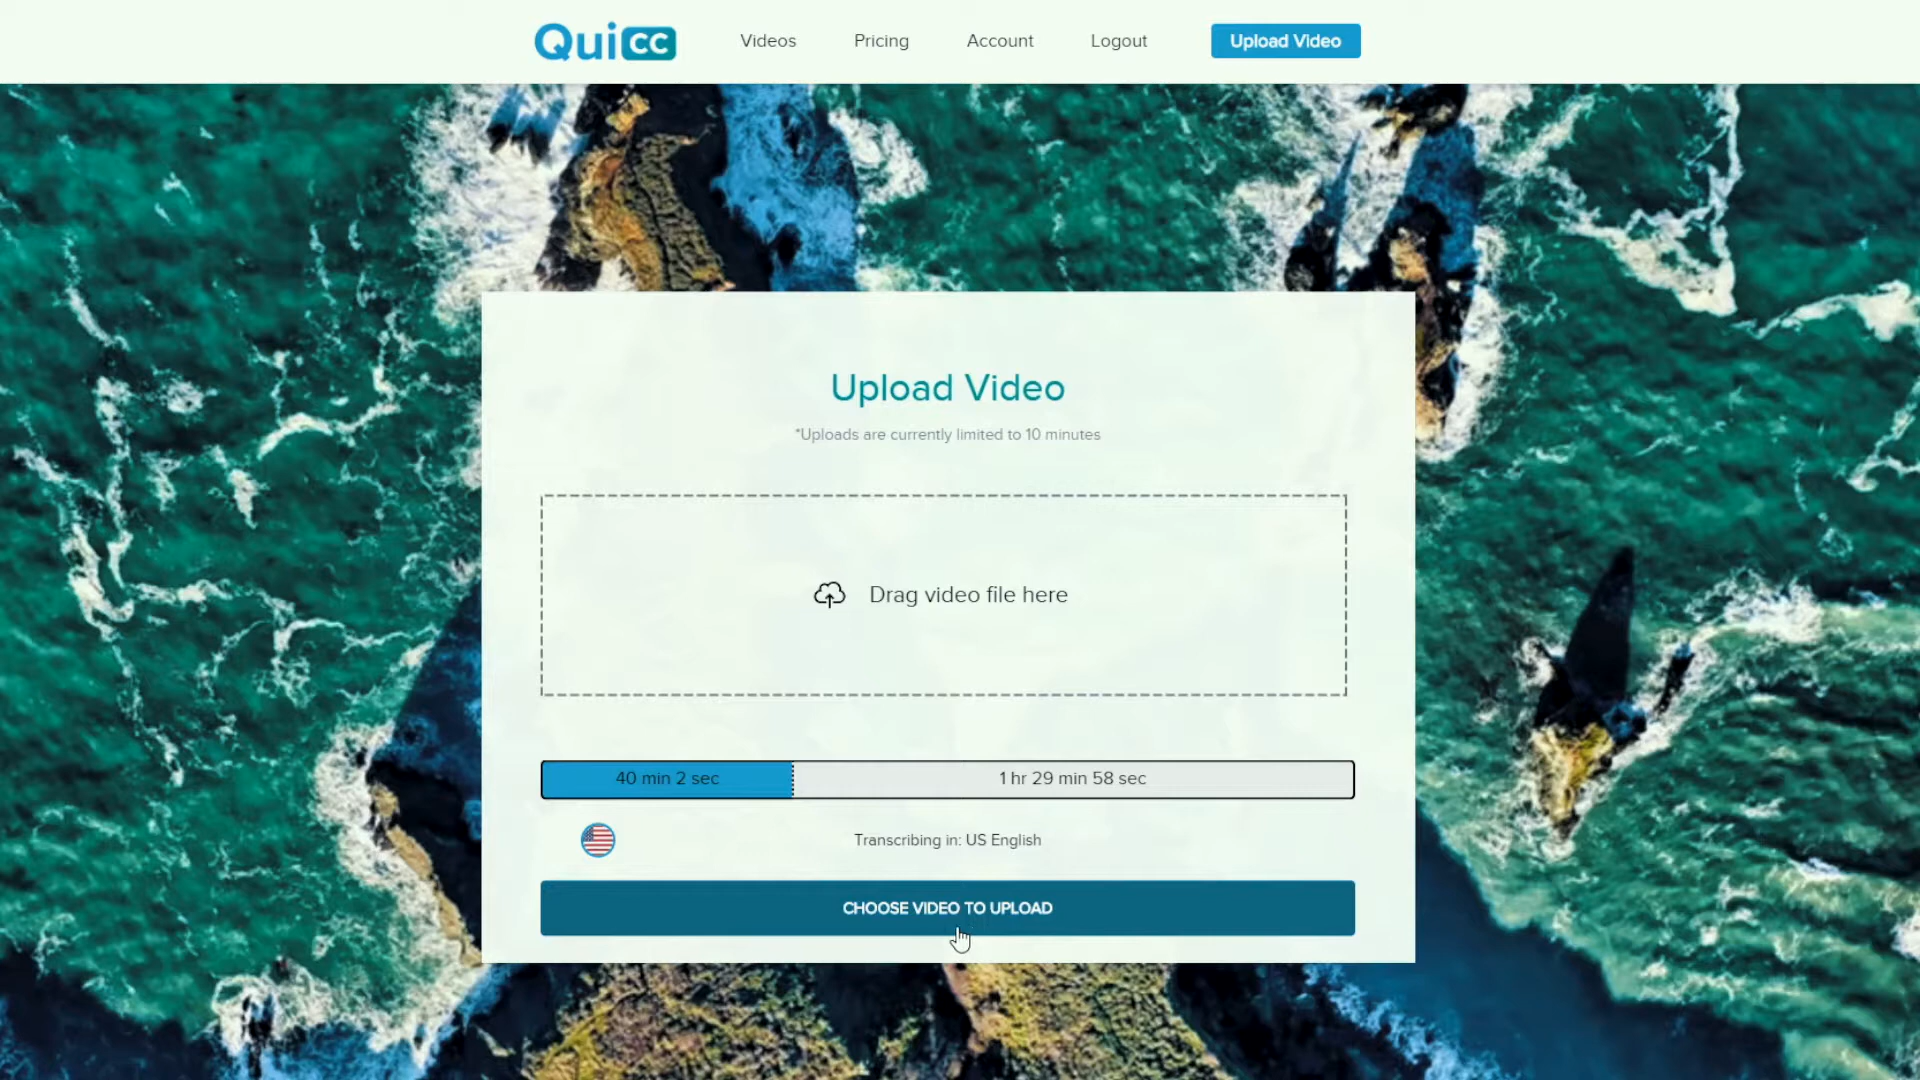 Quicc
Videos
Pricing
Account
Logout
Upload Video
Upload Video
*Uploads are currently limited to 10 minutes
Drag video file here
40 min 2 sec
1 hr 29 min 58 sec
Transcribing in: US English
CHOOSE VIDEO TO UPLOAD